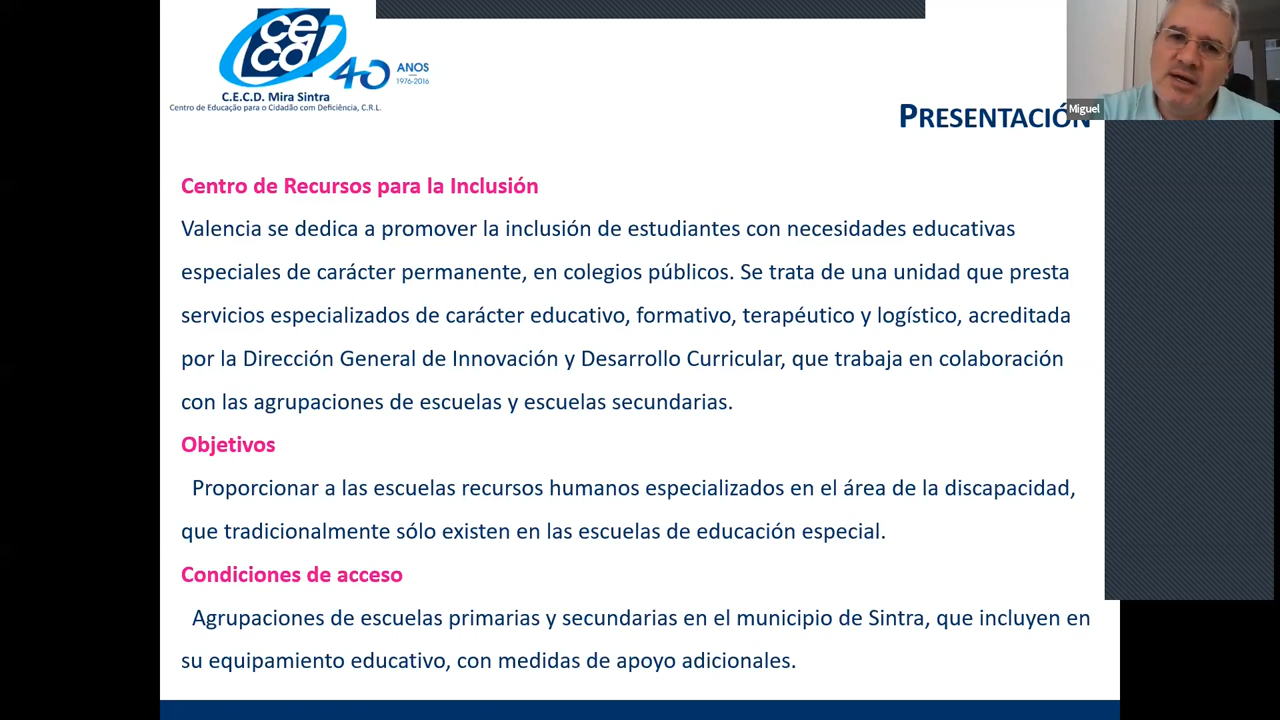 ce
cd
40 ANOS
1976-2016
C.E.C.D. Mira Sintra
Centro de Educação para o Cidadão com Deficiência, C.R.L.
Miguel
PRESENTACIÓN
Centro de Recursos para la Inclusión
Valencia se dedica a promover la inclusión de estudiantes con necesidades educativas
especiales de carácter permanente, en colegios públicos. Se trata de una unidad que presta
servicios especializados de carácter educativo, formativo, terapéutico y logístico, acreditada
por la Dirección General de Innovación y Desarrollo Curricular, que trabaja en colaboración
con las agrupaciones de escuelas y escuelas secundarias.
Objetivos
Proporcionar a las escuelas recursos humanos especializados en el área de la discapacidad,
que tradicionalmente sólo existen en las escuelas de educación especial.
Condiciones de acceso
Agrupaciones de escuelas primarias y secundarias en el municipio de Sintra, que incluyen en
su equipamiento educativo, con medidas de apoyo adicionales.